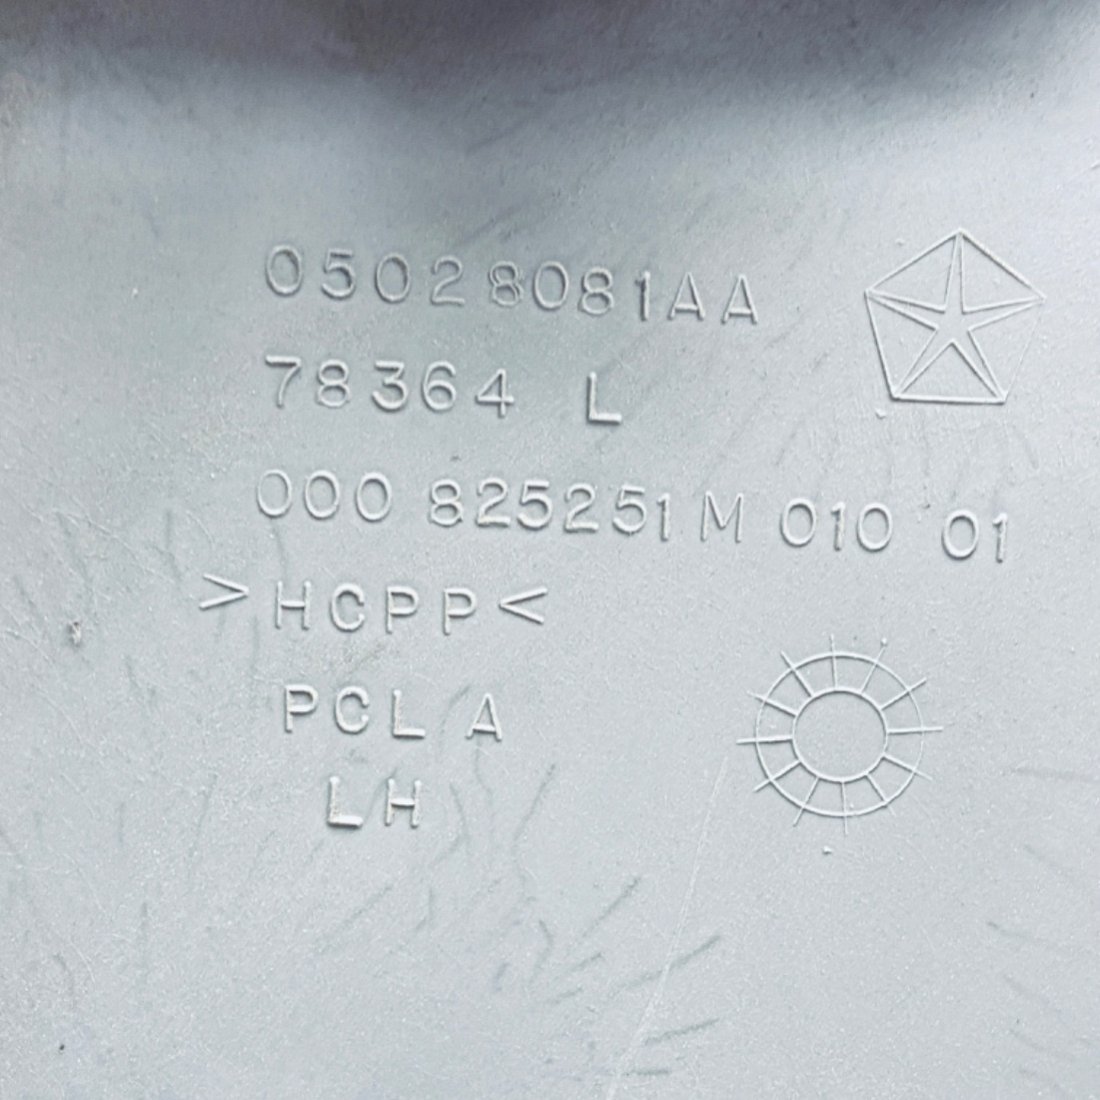 05028081AA
78364 L
000 825251M 010 01
>HCPP<
PCL A
LH